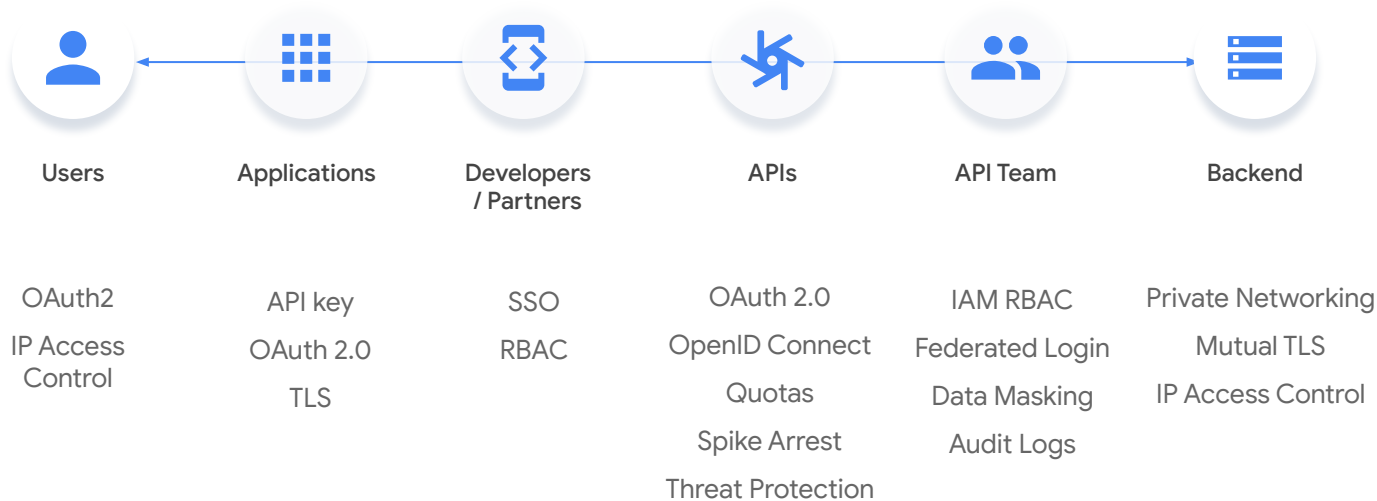 Users
Applications
Developers
/ Partners
APIs
API Team
Backend
OAuth2
IP Access
Control
API key
OAuth 2.0
TLS
SSO
RBAC
OAuth 2.0
OpenID Connect
Quotas
Spike Arrest
Threat Protection
IAM RBAC
Federated Login
Data Masking
Audit Logs
Private Networking
Mutual TLS
IP Access Control